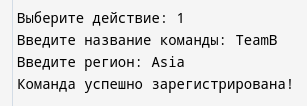 Выберите действие: 1
Введите название команды: TeamB
Введите регион: Asia
Команда успешно зарегистрирована!